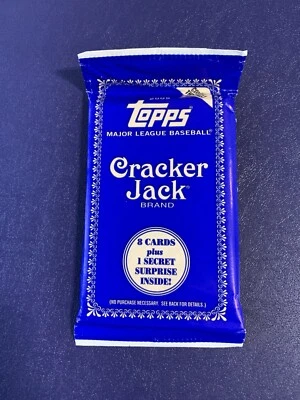 Topps
MAJOR LEAGUE BASEBALL®
Cracker
Jack®
BRAND
8 CARDS
plus
1 SECRET
SURPRISE
INSIDE!
(NO PURCHASE NECESSARY. SEE BACK FOR DETAILS.)